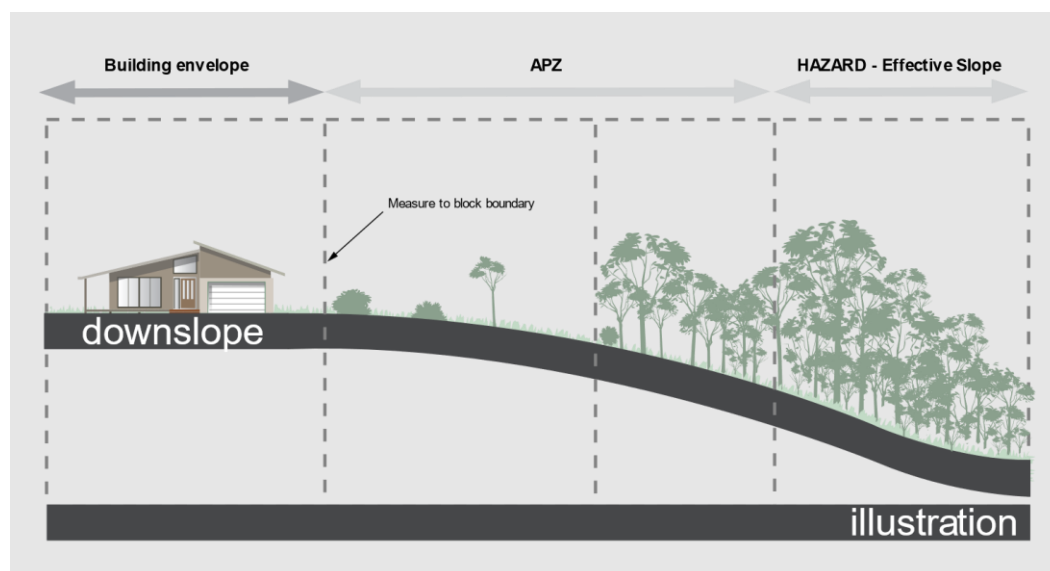 Building envelope
APZ
HAZARD - Effective Slope
Measure to block boundary
downslope
illustration